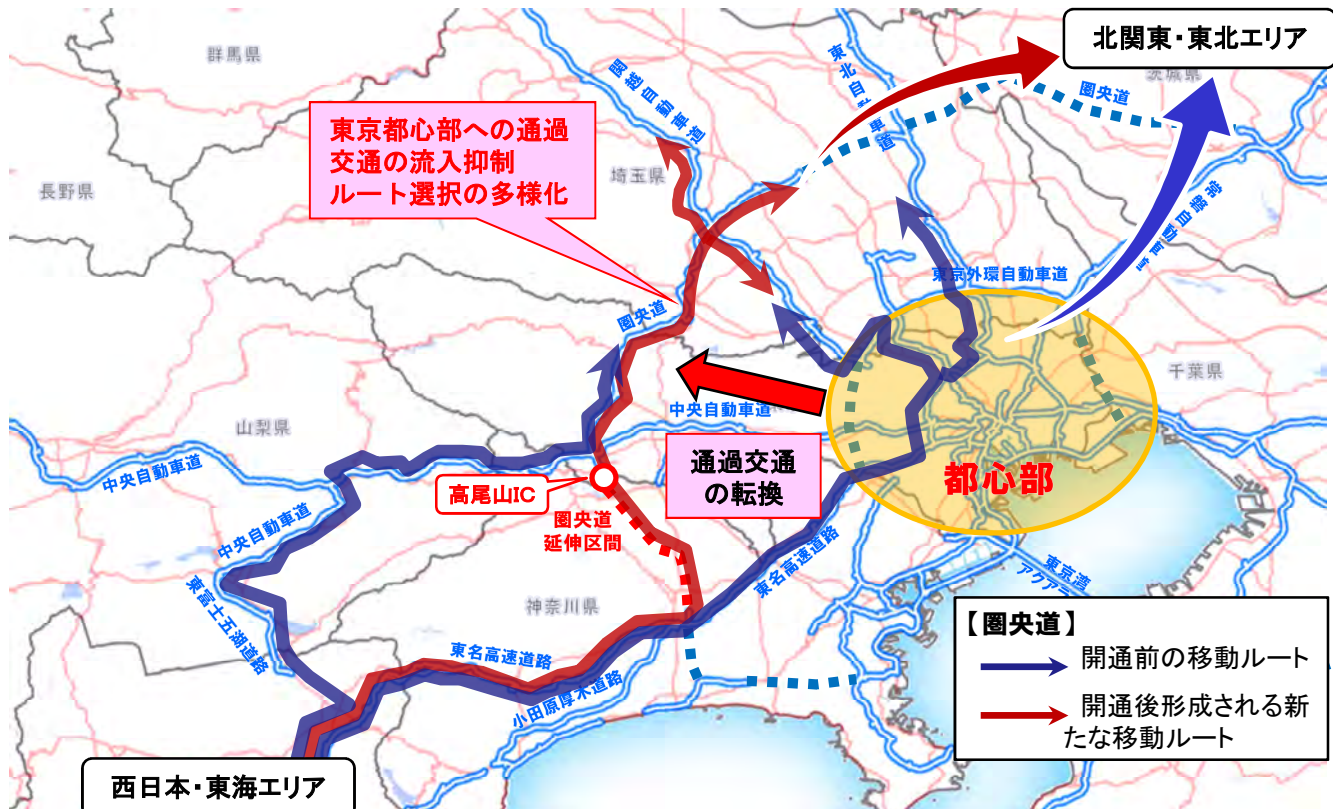 北関東・東北エリア
群馬県
茨城県
関越自動車道
東北自動車道
圏央道
東京都心部への通過
交通の流入抑制
ルート選択の多様化
埼玉県
長野県
常磐自動車道
東京外環自動車道
圏央道
千葉県
中央自動車道
山梨県
中央自動車道
通過交通
の転換
都心部
高尾山IC
圏央道
延伸区間
中央自動車道
東富士五湖道路
東名高速道路
東京湾
アクアラ
神奈川県
東名高速道路
小田原厚木道路
【圏央道】
開通前の移動ルート
開通後形成される新
たな移動ルート
西日本・東海エリア